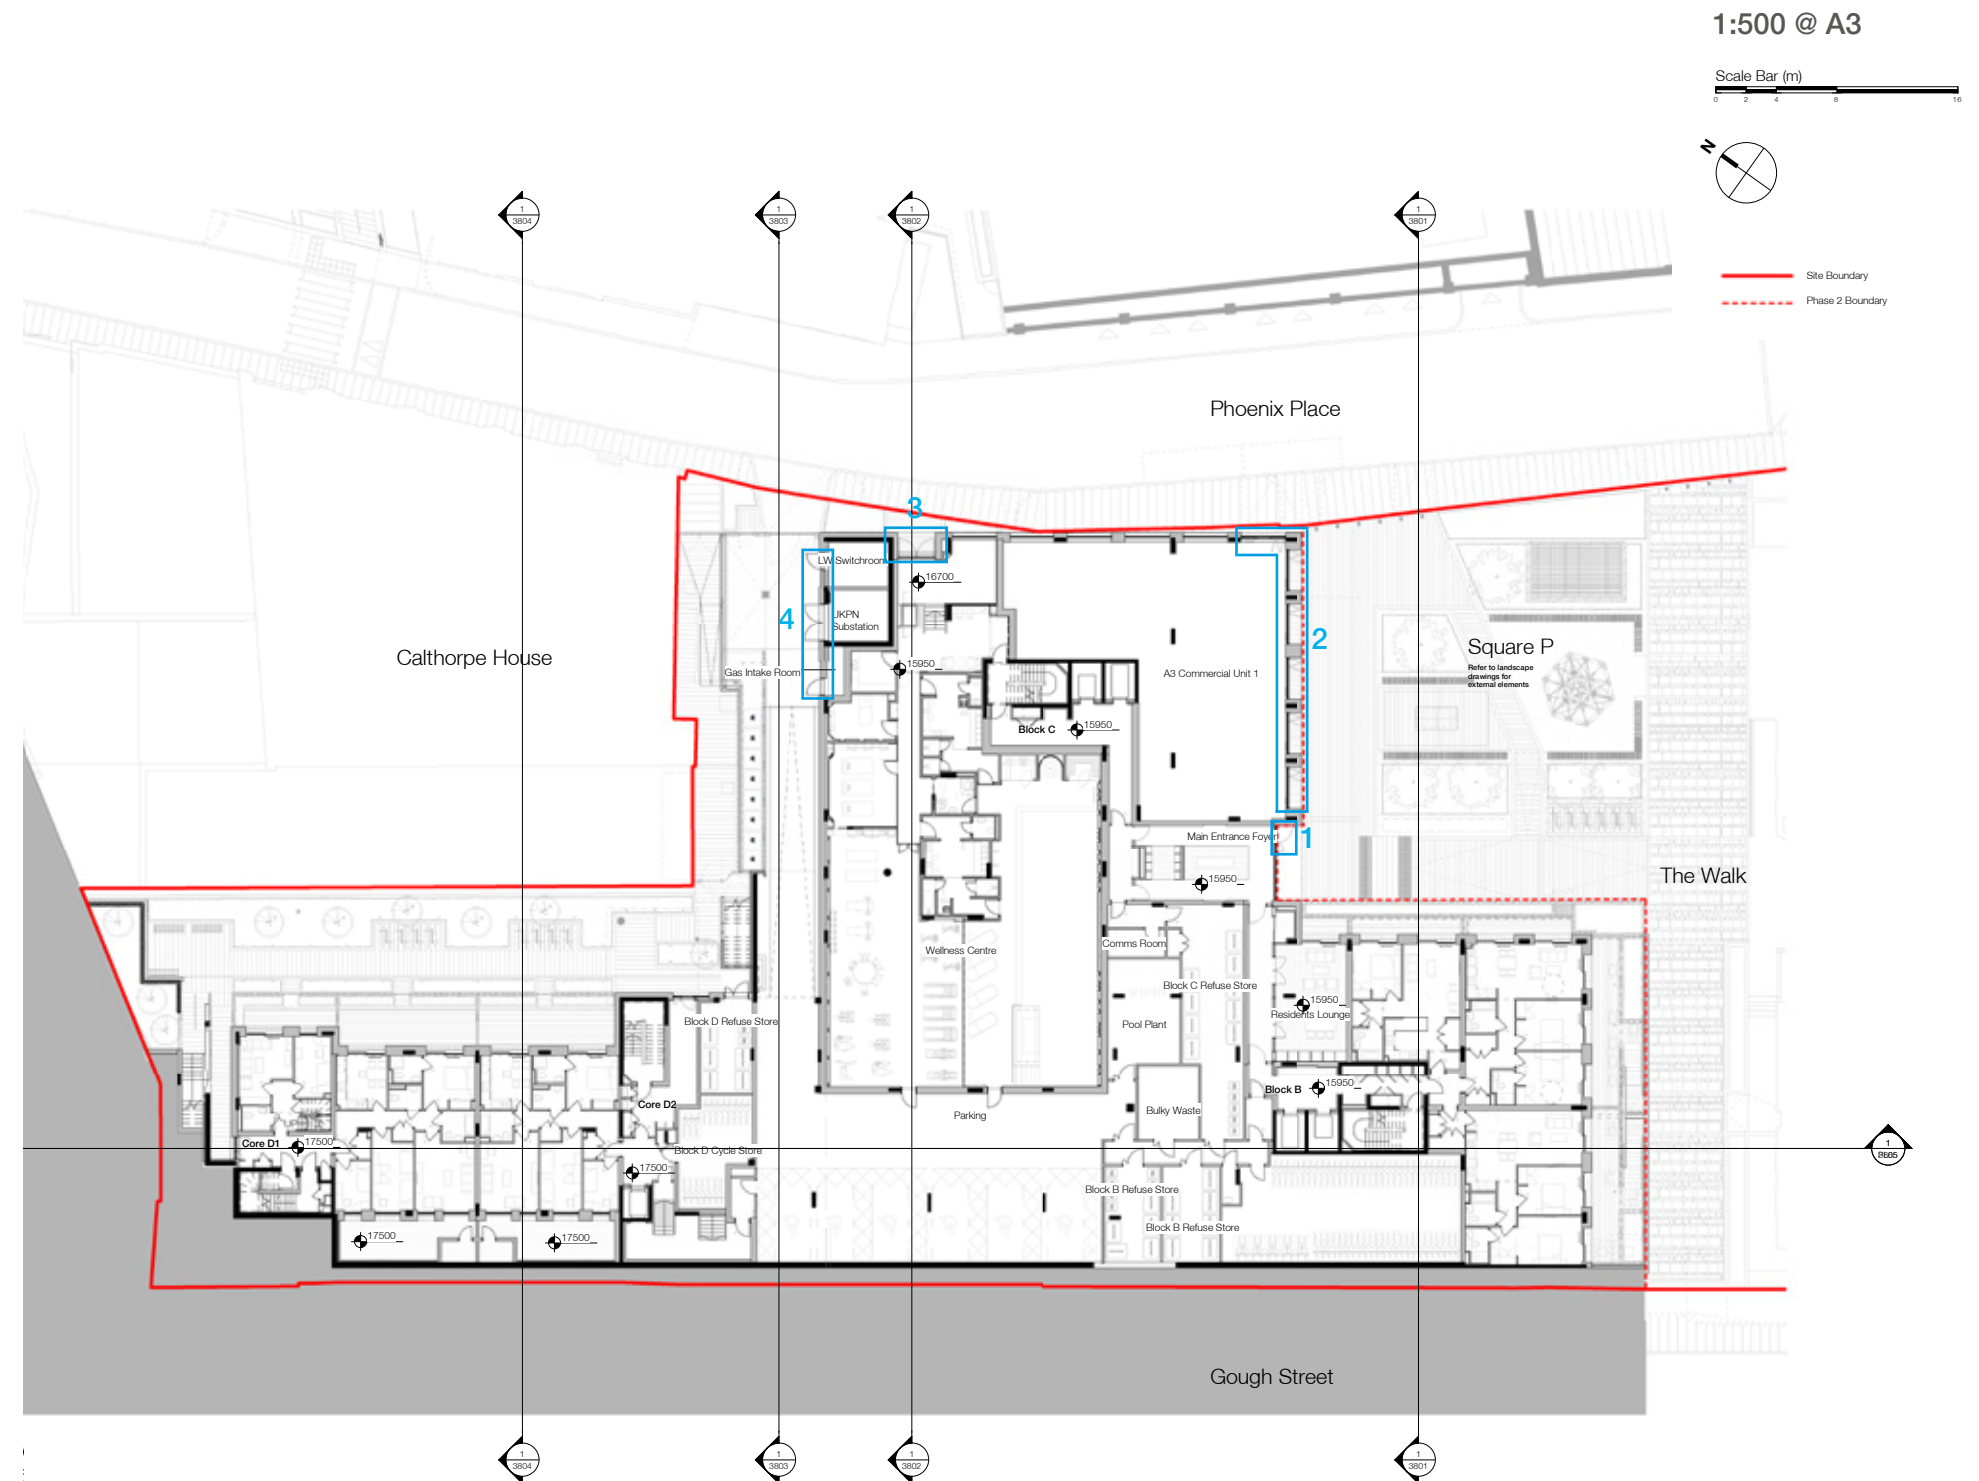 1:500 @ A3
Scale Bar (m)
0 2 4 8 16
N
Site Boundary
Phase 2 Boundary
1
3804
1
3803
1
3802
1
3801
Phoenix Place
3
LW Switchroom
16700
4
UKPN
Substation
2
Square P
Refer to landscape
drawings for
external elements
Calthorpe House
15950
Gas Intake Room
A3 Commercial Unit 1
Block C
15950
Main Entrance Foyer
1
The Walk
15950
Wellness Centre
Comms Room
Block C Refuse Store
15950
Residents Lounge
Block D Refuse Store
Pool Plant
Block B
15950
Core D2
Parking
Bulky Waste
Core D1
17500
Block D Cycle Store
1
17500
Block B Refuse Store
Block B Refuse Store
17500
17500
Gough Street
1
3804
1
3803
1
3802
1
3801